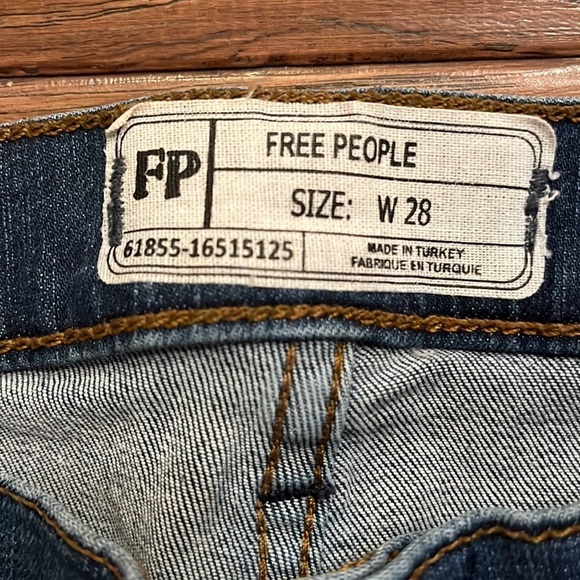 FP
FREE PEOPLE
SIZE: W 28
61855-16515125
MADE IN TURKEY
FABRIQUE EN TURQUIE